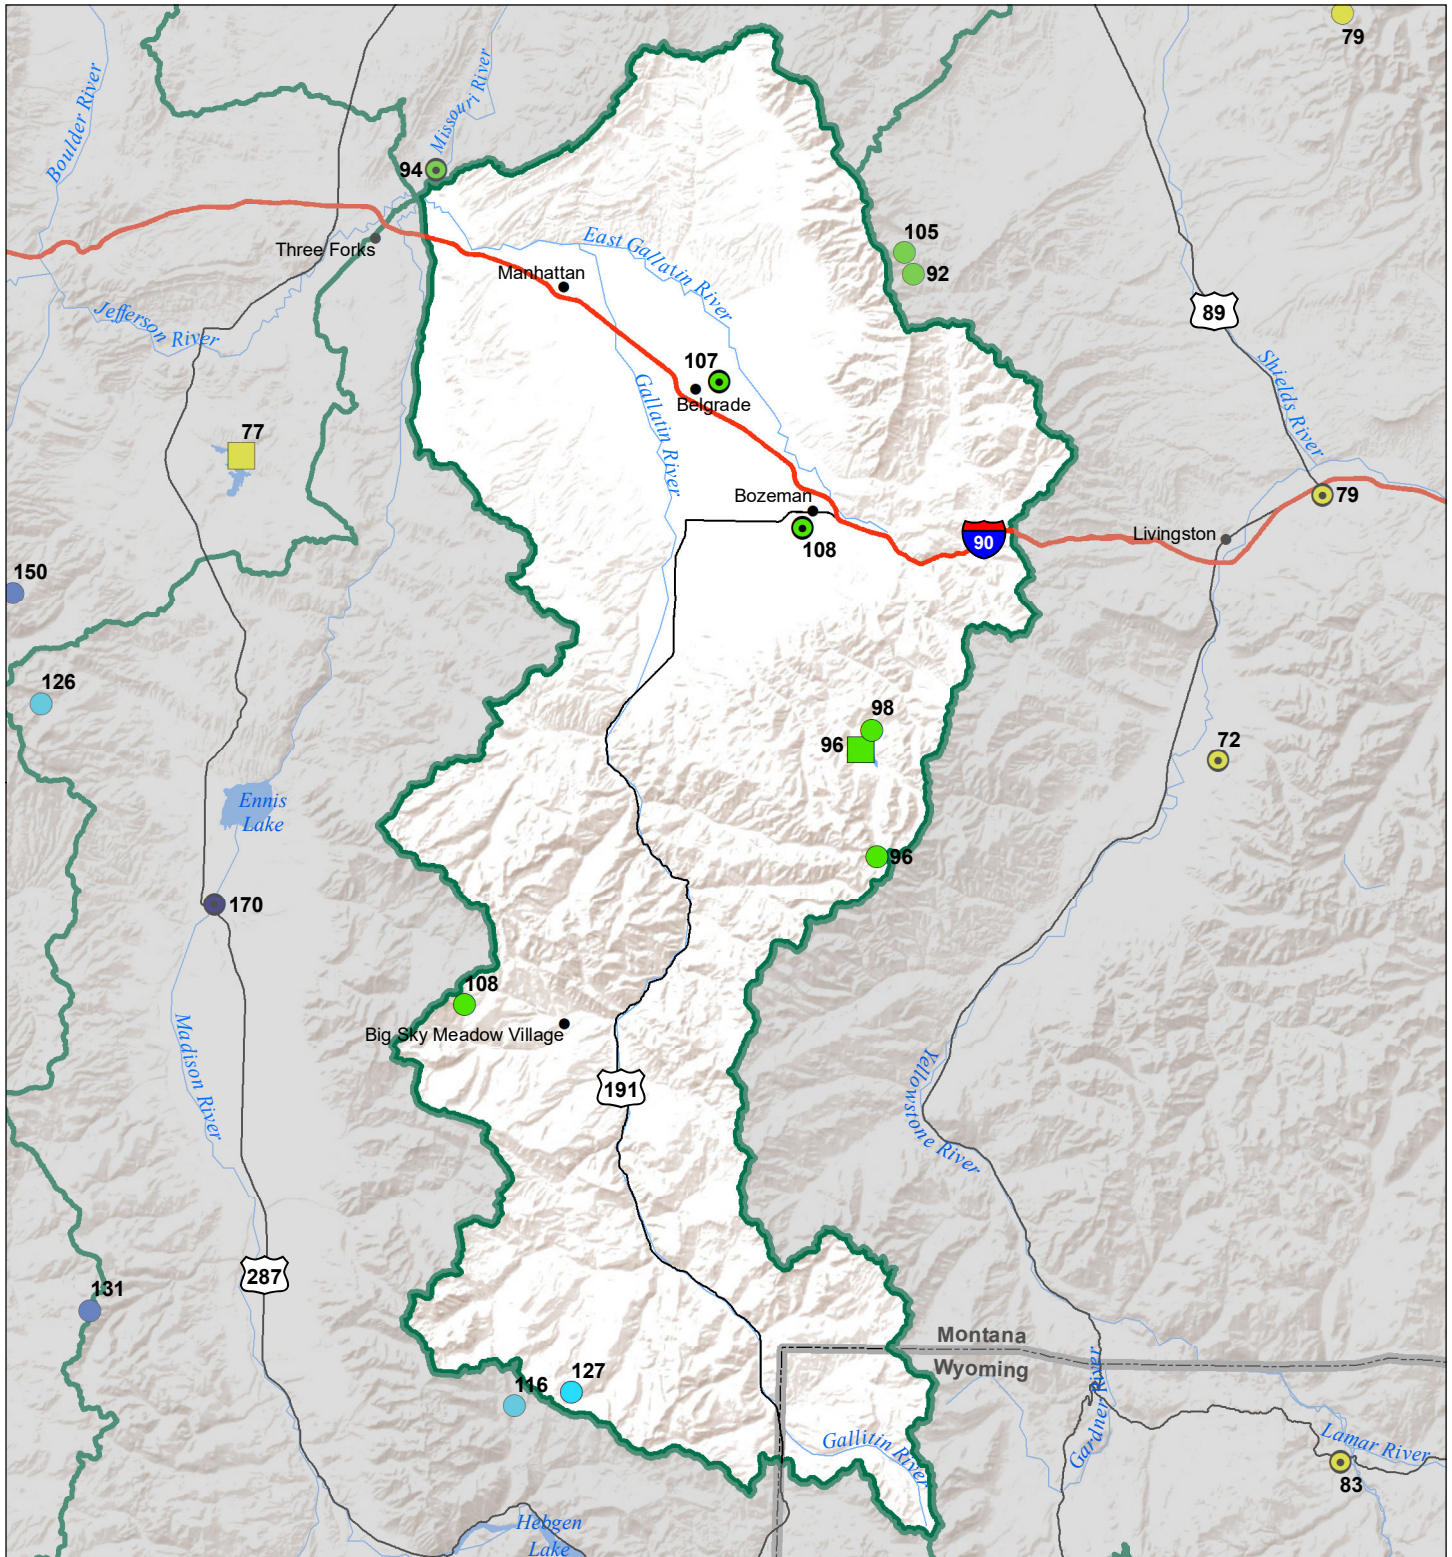 79
Boulder River
Missouri River
94
105
92
Three Forks
East Gallatin River
Manhattan
89
Jefferson River
Shields River
107
Belgrade
Gallatin River
77
Bozeman
79
108
90
Livingston
150
126
98
96
72
Ennis
Lake
96
170
108
Big Sky Meadow Village
Madison River
191
Yellowstone River
287
131
Montana
Wyoming
116
127
Gardner River
Gallitin River
Lamar River
83
Hebgen
Lake